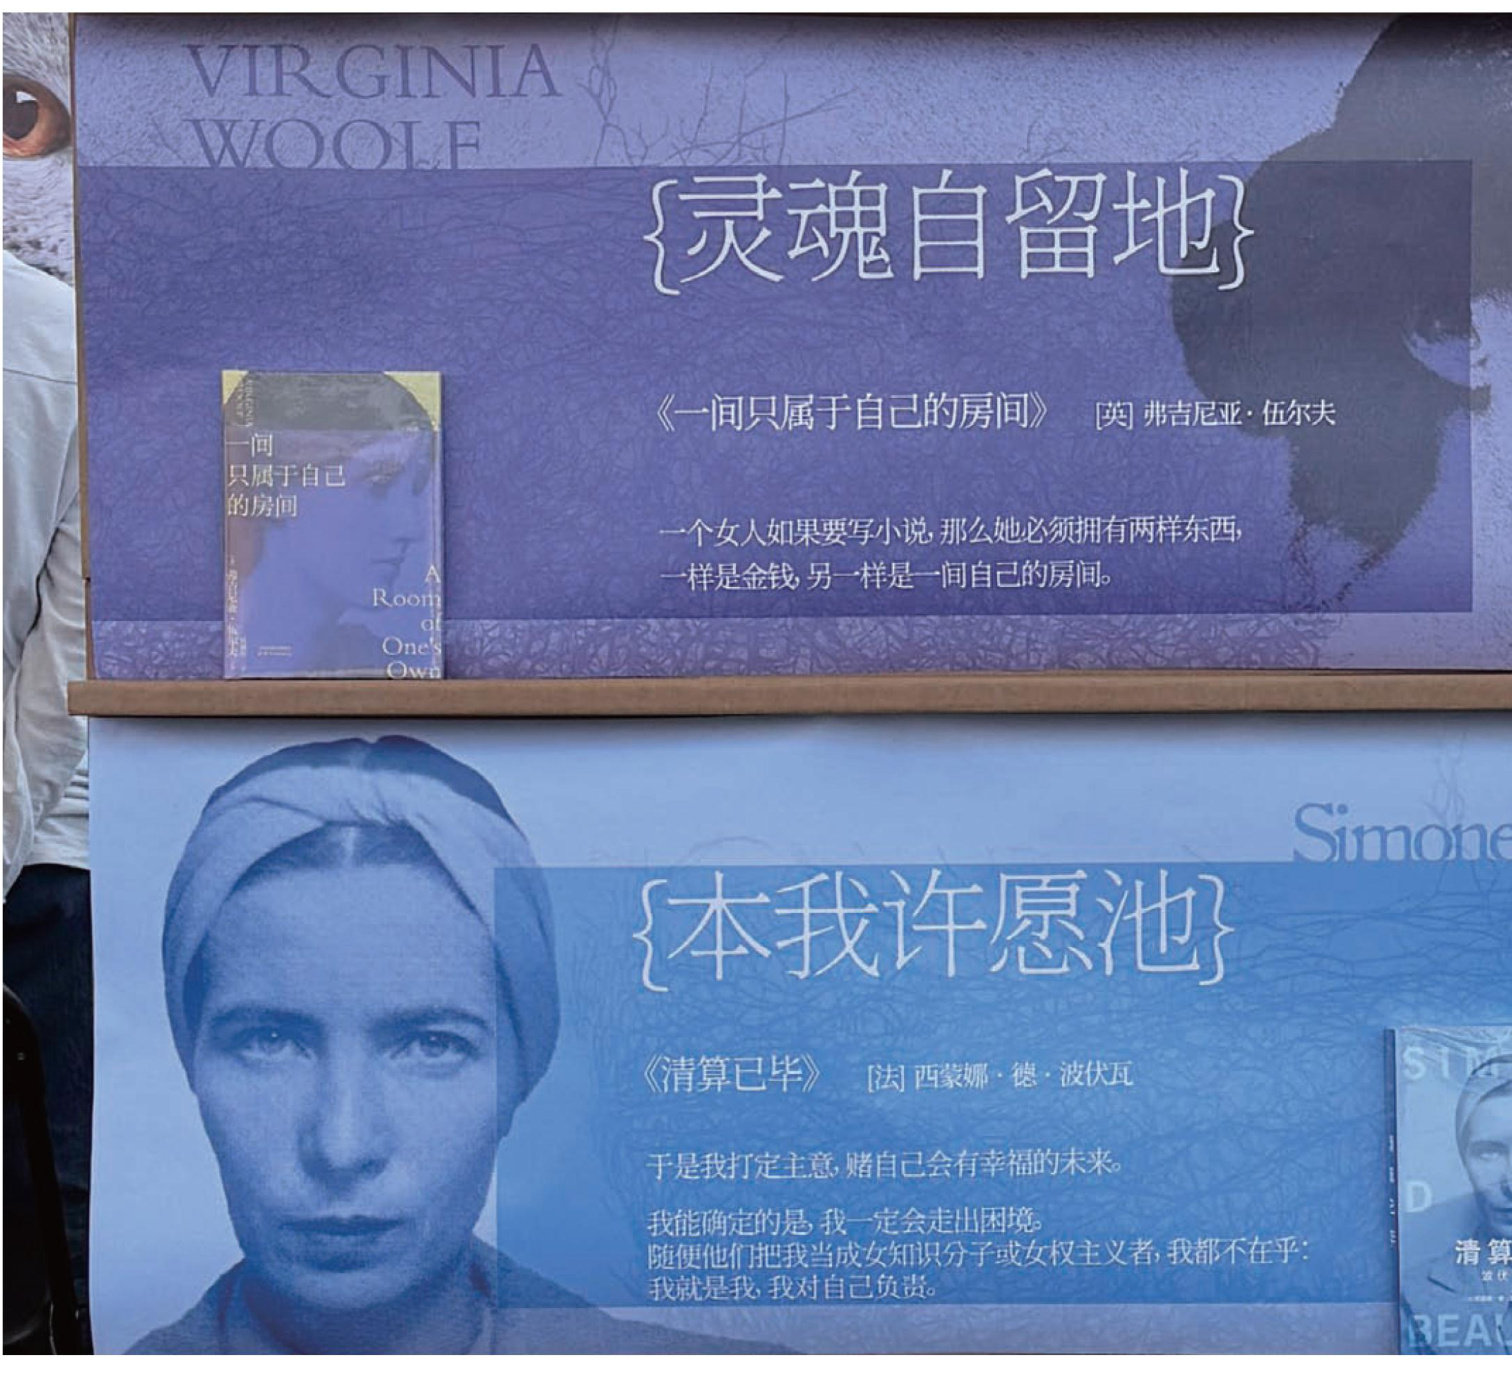 VIRGINIA
WOOLF
{灵魂自留地}
《一间只属于自己的房间》 [英] 弗吉尼亚·伍尔夫
一个女人如果要写小说,那么她必须拥有两样东西,
一样是金钱,另一样是一间自己的房间。
一间
只属于自己
的房间
A
Room
of
One's
Own
Simone
{本我许愿池}
《清算已毕》 [法] 西蒙娜·德·波伏瓦
于是我打定主意,赌自己会有幸福的未来。
我能确定的是,我一定会走出困境。
随便他们把我当成女知识分子或女权主义者,我都不在乎:
我就是我,我对自己负责。
SIM
D
清算
波伏
BEAU